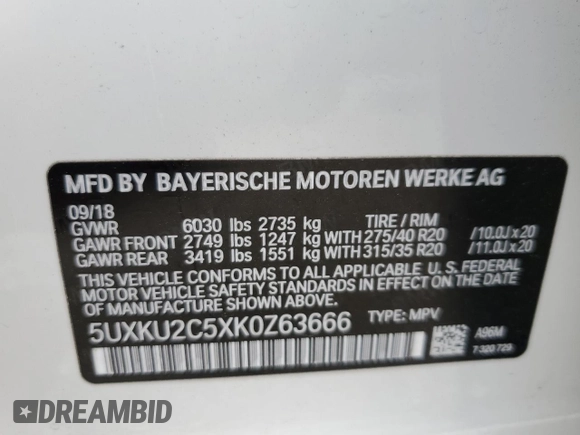 MFD BY BAYERISCHE MOTOREN WERKE AG
09/18
GVWR 6030 lbs 2735 kg TIRE / RIM
GAWR FRONT 2749 lbs 1247 kg WITH 275/40 R20 /10.0J x 20
GAWR REAR 3419 lbs 1551 kg WITH 315/35 R20 /11.0J x 20
THIS VEHICLE CONFORMS TO ALL APPLICABLE U. S. FEDERAL
MOTOR VEHICLE SAFETY STANDARDS IN EFFECT ON THE DATE
OF MANUFACTURE SHOWN ABOVE.
5UXKU2C5XK0Z63666 TYPE: MPV
A96M
7 320 729
DREAMBID